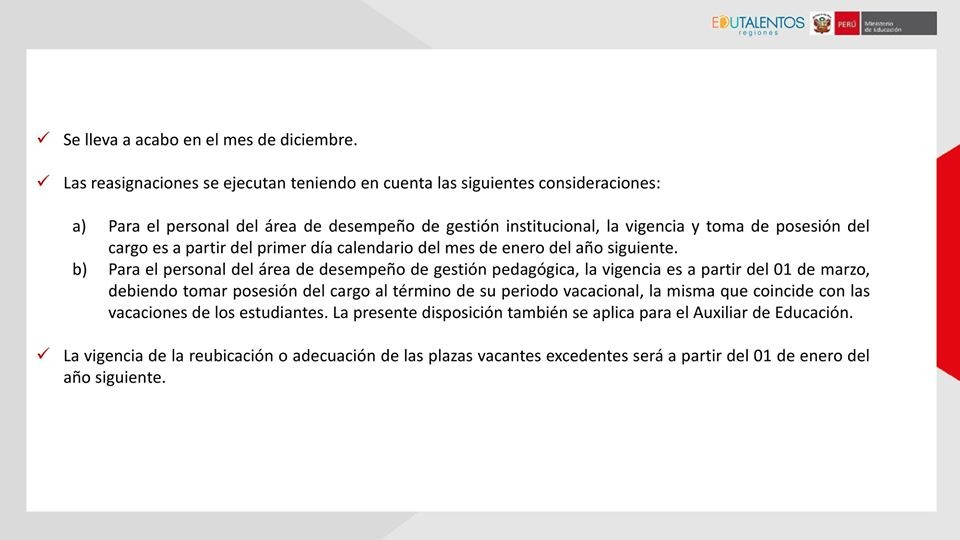 EDUTALENTOS
regiones
PERÚ
Ministerio
de Educación
✓ Se lleva a acabo en el mes de diciembre.
✓ Las reasignaciones se ejecutan teniendo en cuenta las siguientes consideraciones:
a) Para el personal del área de desempeño de gestión institucional, la vigencia y toma de posesión del
cargo es a partir del primer día calendario del mes de enero del año siguiente.
b) Para el personal del área de desempeño de gestión pedagógica, la vigencia es a partir del 01 de marzo,
debiendo tomar posesión del cargo al término de su periodo vacacional, la misma que coincide con las
vacaciones de los estudiantes. La presente disposición también se aplica para el Auxiliar de Educación.
✓ La vigencia de la reubicación o adecuación de las plazas vacantes excedentes será a partir del 01 de enero del
año siguiente.